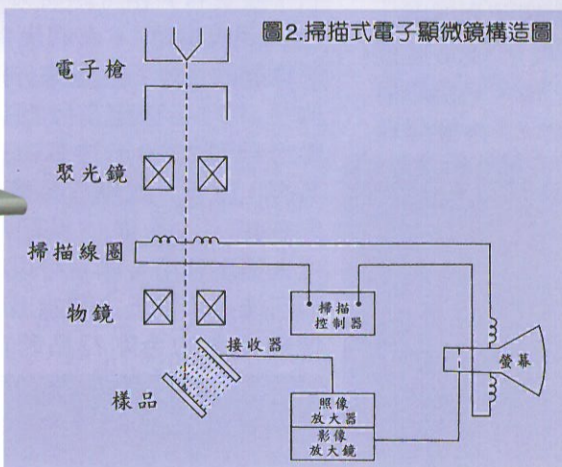 圖2.掃描式電子顯微鏡構造圖
電子槍
聚光鏡
掃描線圈
物鏡
掃描
控制器
接收器
螢幕
樣品
照像
放大器
影像
放大鏡